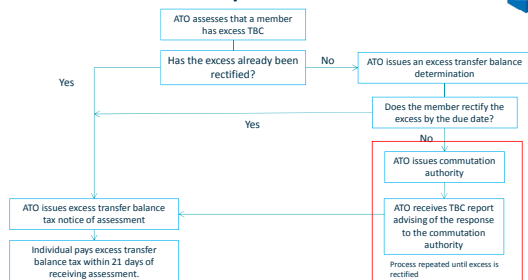 ATO assesses that a member
has excess TBC
Has the excess already been
rectified?
No
ATO issues an excess transfer balance
determination
Yes
Does the member rectify the
excess by the due date?
Yes
No
ATO issues commutation
authority
ATO issues excess transfer balance
tax notice of assessment
ATO receives TBC report
advising of the response
to the commutation
authority
Individual pays excess transfer
balance tax within 21 days of
receiving assessment.
Process repeated until excess is
rectified